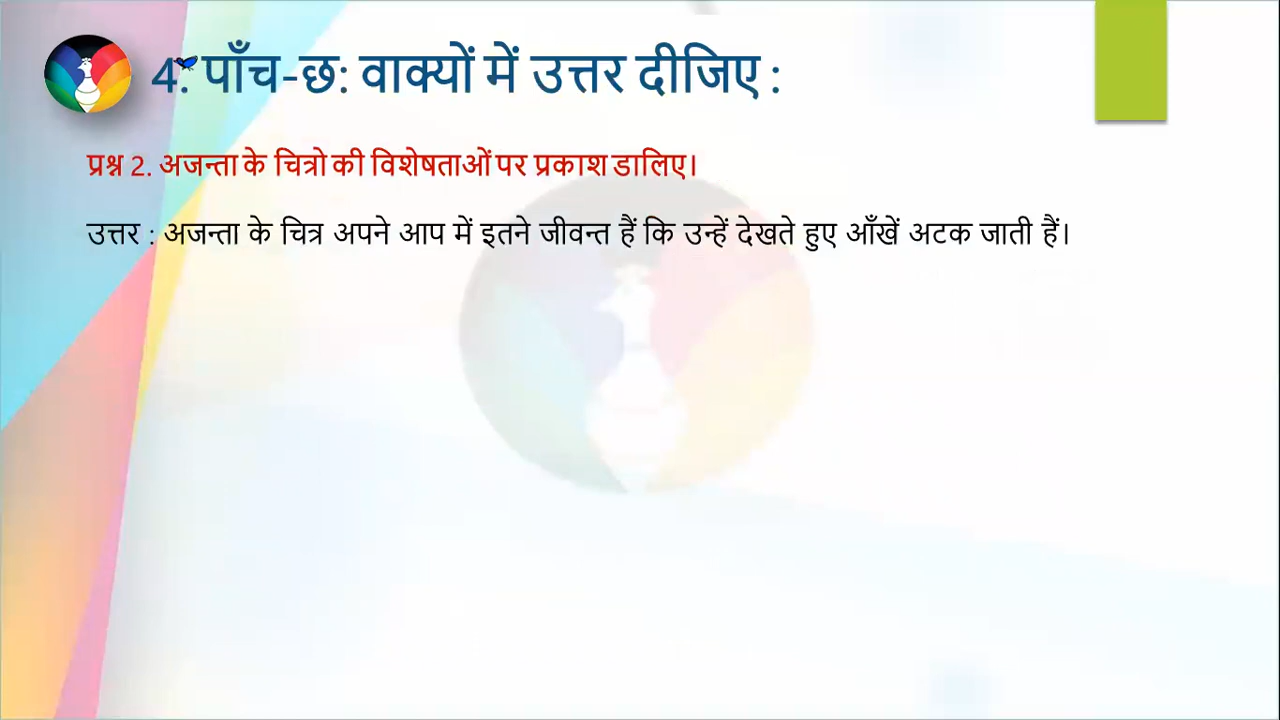 4. पाँच-छ: वाक्यों में उत्तर दीजिए :
प्रश्न 2. अजन्ता के चित्रो की विशेषताओं पर प्रकाश डालिए।
उत्तर : अजन्ता के चित्र अपने आप में इतने जीवन्त हैं कि उन्हें देखते हुए आँखें अटक जाती हैं।